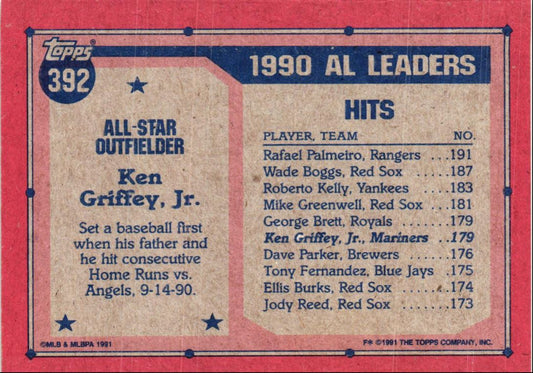 Topps®
392
1990 AL LEADERS
ALL-STAR
OUTFIELDER
Ken
Griffey, Jr.
Set a baseball first
when his father and
he hit consecutive
Home Runs vs.
Angels, 9-14-90.
HITS
PLAYER, TEAM NO.
Rafael Palmeiro, Rangers ...191
Wade Boggs, Red Sox ......187
Roberto Kelly, Yankees ....183
Mike Greenwell, Red Sox ..181
George Brett, Royals ......179
Ken Griffey, Jr., Mariners ..179
Dave Parker, Brewers .....176
Tony Fernandez, Blue Jays .175
Ellis Burks, Red Sox .......174
Jody Reed, Red Sox .......173
©MLB & MLBPA 1991
F* ©1991 THE TOPPS COMPANY, INC.